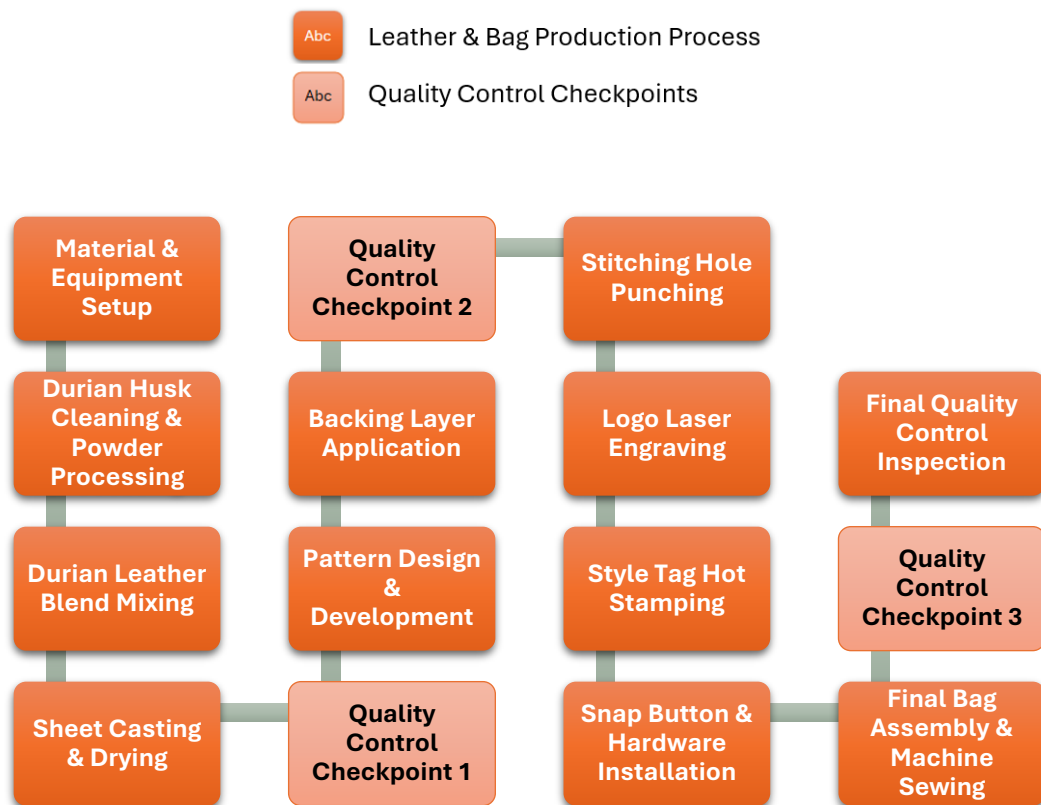 Abc
Leather & Bag Production Process
Abc
Quality Control Checkpoints
Material &
Equipment
Setup
Durian Husk
Cleaning &
Powder
Processing
Durian Leather
Blend Mixing
Sheet Casting
& Drying
Quality
Control
Checkpoint 1
Pattern Design
&
Development
Backing Layer
Application
Quality
Control
Checkpoint 2
Stitching Hole
Punching
Logo Laser
Engraving
Style Tag Hot
Stamping
Snap Button &
Hardware
Installation
Final Bag
Assembly &
Machine
Sewing
Quality
Control
Checkpoint 3
Final Quality
Control
Inspection